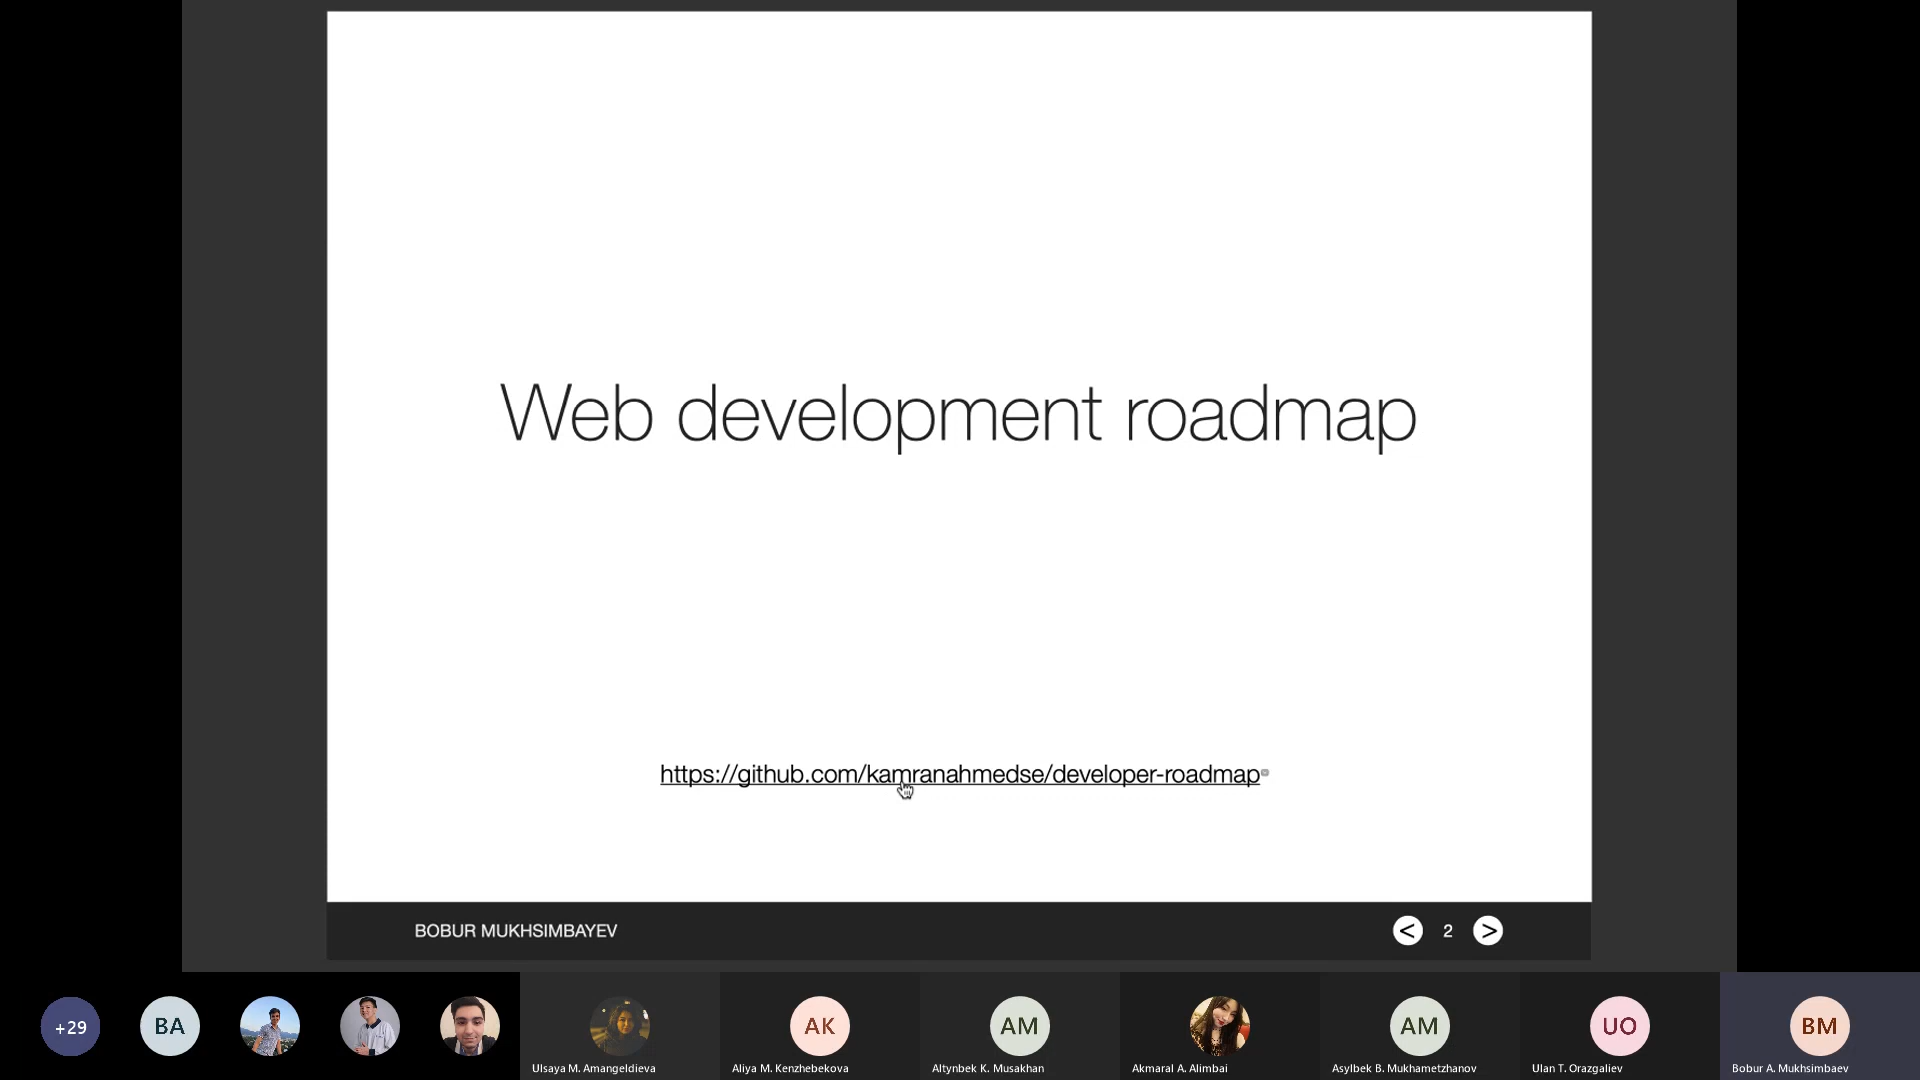 Web development roadmap
https://github.com/kamranahmedse/developer-roadmap
BOBUR MUKHSIMBAYEV
< 2 >
+29
BA
AK
AM
AM
UO
BM
Ulsaya M. Amangeldieva
Aliya M. Kenzhebekova
Altynbek K. Musakhan
Akmaral A. Alimbai
Asylbek B. Mukhametzhanov
Ulan T. Orazgaliev
Bobur A. Mukhsimbaev